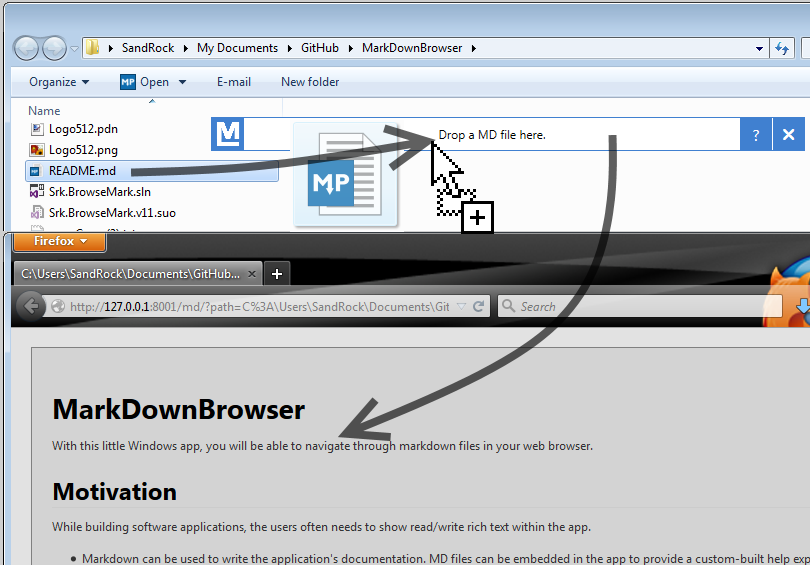 SandRock My Documents GitHub MarkDownBrowser
Organize MP Open E-mail New folder
Name
Logo512.pdn
Logo512.png
README.md
Srk.BrowseMark.sln
Srk.BrowseMark.v11.suo
M Drop a MD file here. ? X
MP
Firefox
C:\Users\SandRock\Documents\GitHub... × +
http://127.0.0.1:8001/md/?path=C%3A\Users\SandRock\Documents\Git Search
MarkDownBrowser
With this little Windows app, you will be able to navigate through markdown files in your web browser.
Motivation
While building software applications, the users often needs to show read/write rich text within the app.
• Markdown can be used to write the application's documentation. MD files can be embedded in the app to provide a custom-built help exp